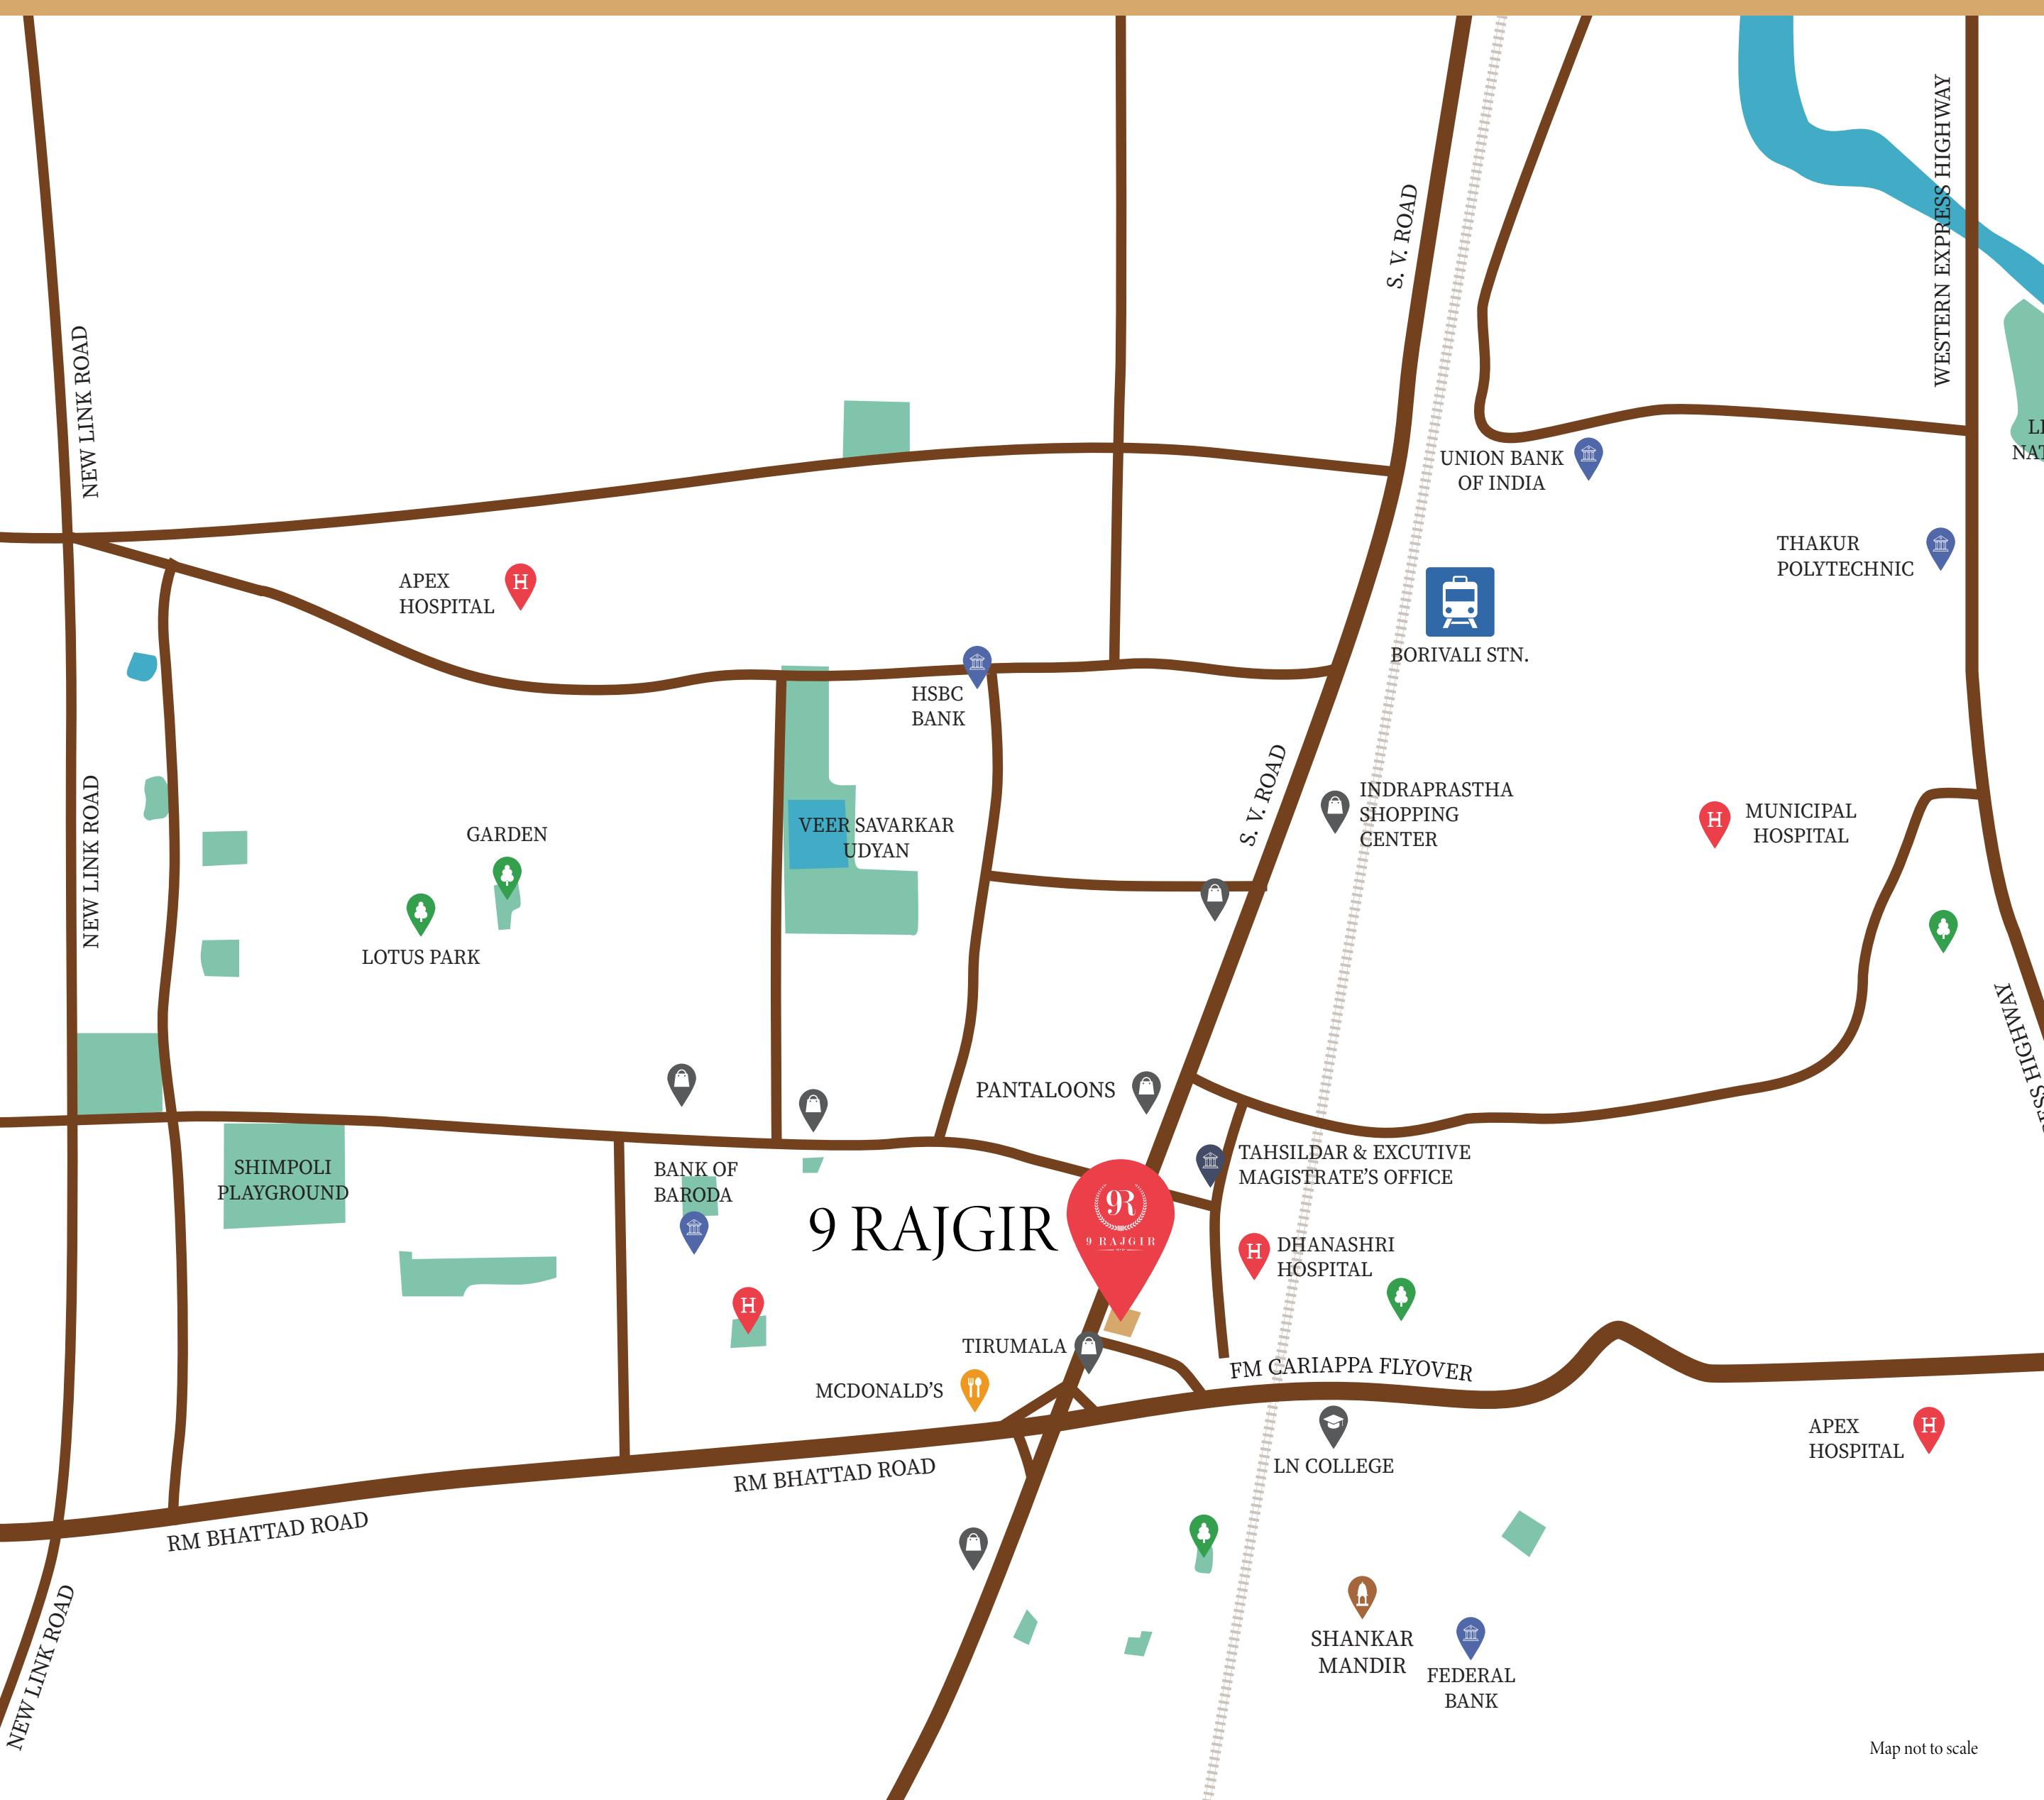 WESTERN EXPRESS HIGHWAY
S. V. ROAD
NEW LINK ROAD
UNION BANK
OF INDIA
THAKUR
POLYTECHNIC
APEX
HOSPITAL
BORIVALI STN.
HSBC
BANK
S. V. ROAD
INDRAPRASTHA
SHOPPING
CENTER
MUNICIPAL
HOSPITAL
VEER SAVARKAR
UDYAN
GARDEN
NEW LINK ROAD
LOTUS PARK
PANTALOONS
TAHSILDAR & EXCUTIVE
MAGISTRATE'S OFFICE
SHIMPOLI
PLAYGROUND
BANK OF
BARODA
9 RAJGIR
9R
9 RAJGIR
DHANASHRI
HOSPITAL
TIRUMALA
FM CARIAPPA FLYOVER
MCDONALD'S
APEX
HOSPITAL
LN COLLEGE
RM BHATTAD ROAD
RM BHATTAD ROAD
NEW LINK ROAD
SHANKAR
MANDIR
FEDERAL
BANK
Map not to scale